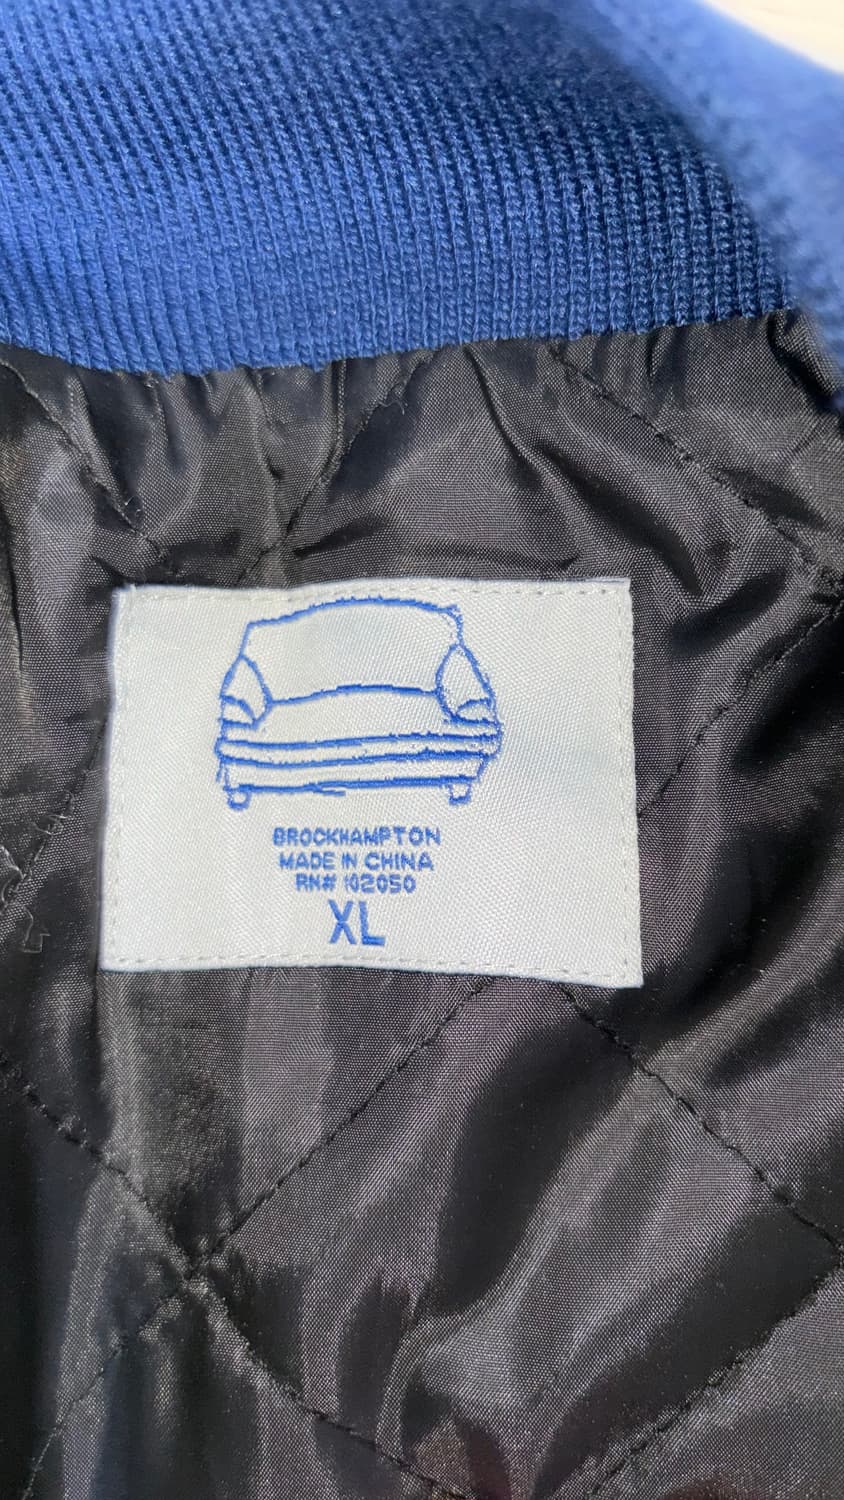 BROCKHAMPTON
MADE IN CHINA
RN# 102050
XL